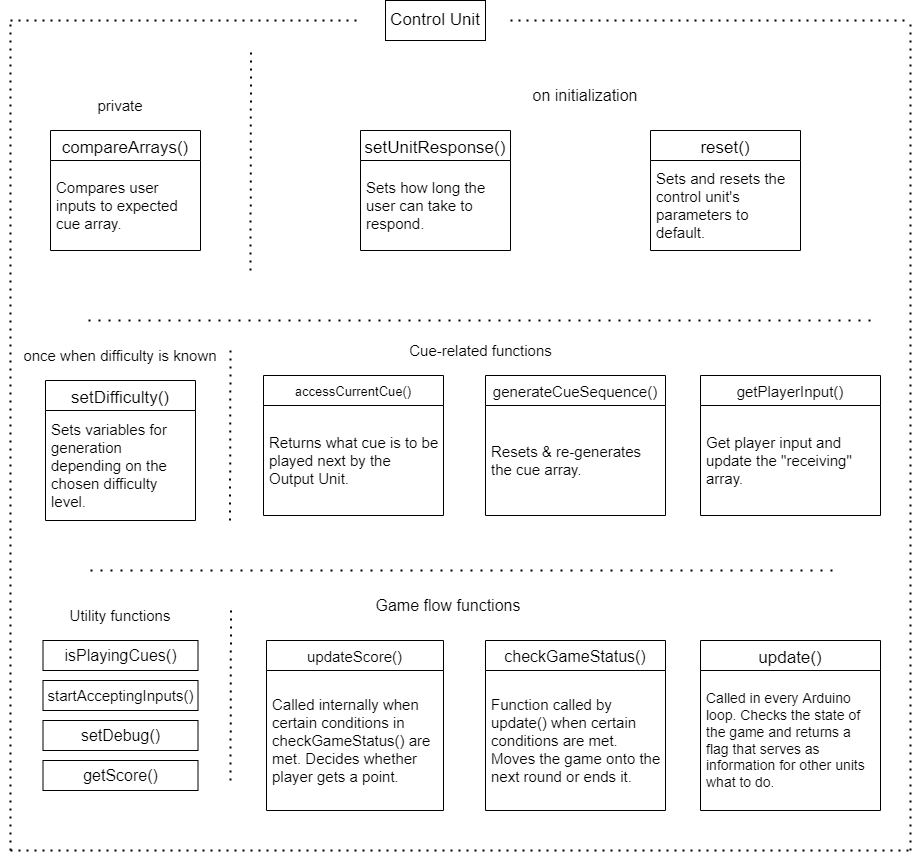 Control Unit
private
compareArrays()
Compares user
inputs to expected
cue array.
on initialization
setUnitResponse()
Sets how long the
user can take to
respond.
reset()
Sets and resets the
control unit's
parameters to
default.
once when difficulty is known
setDifficulty()
Sets variables for
generation
depending on the
chosen difficulty
level.
Cue-related functions
accessCurrentCue()
Returns what cue is to be
played next by the
Output Unit.
generateCueSequence()
Resets & re-generates
the cue array.
getPlayerInput()
Get player input and
update the "receiving"
array.
Utility functions
isPlayingCues()
startAcceptingInputs()
setDebug()
getScore()
Game flow functions
updateScore()
Called internally when
certain conditions in
checkGameStatus() are
met. Decides whether
player gets a point.
checkGameStatus()
Function called by
update() when certain
conditions are met.
Moves the game onto the
next round or ends it.
update()
Called in every Arduino
loop. Checks the state of
the game and returns a
flag that serves as
information for other units
what to do.